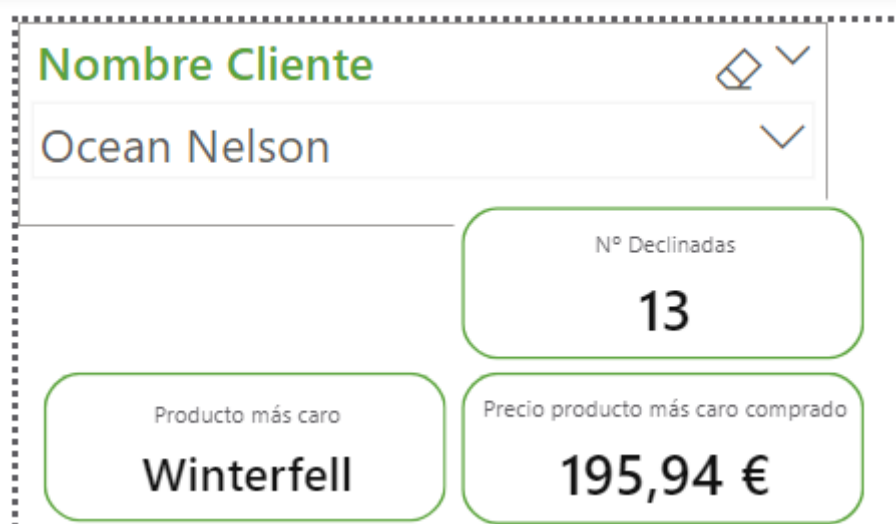 Nombre Cliente
Ocean Nelson
Nº Declinadas
13
Producto más caro
Winterfell
Precio producto más caro comprado
195,94 €